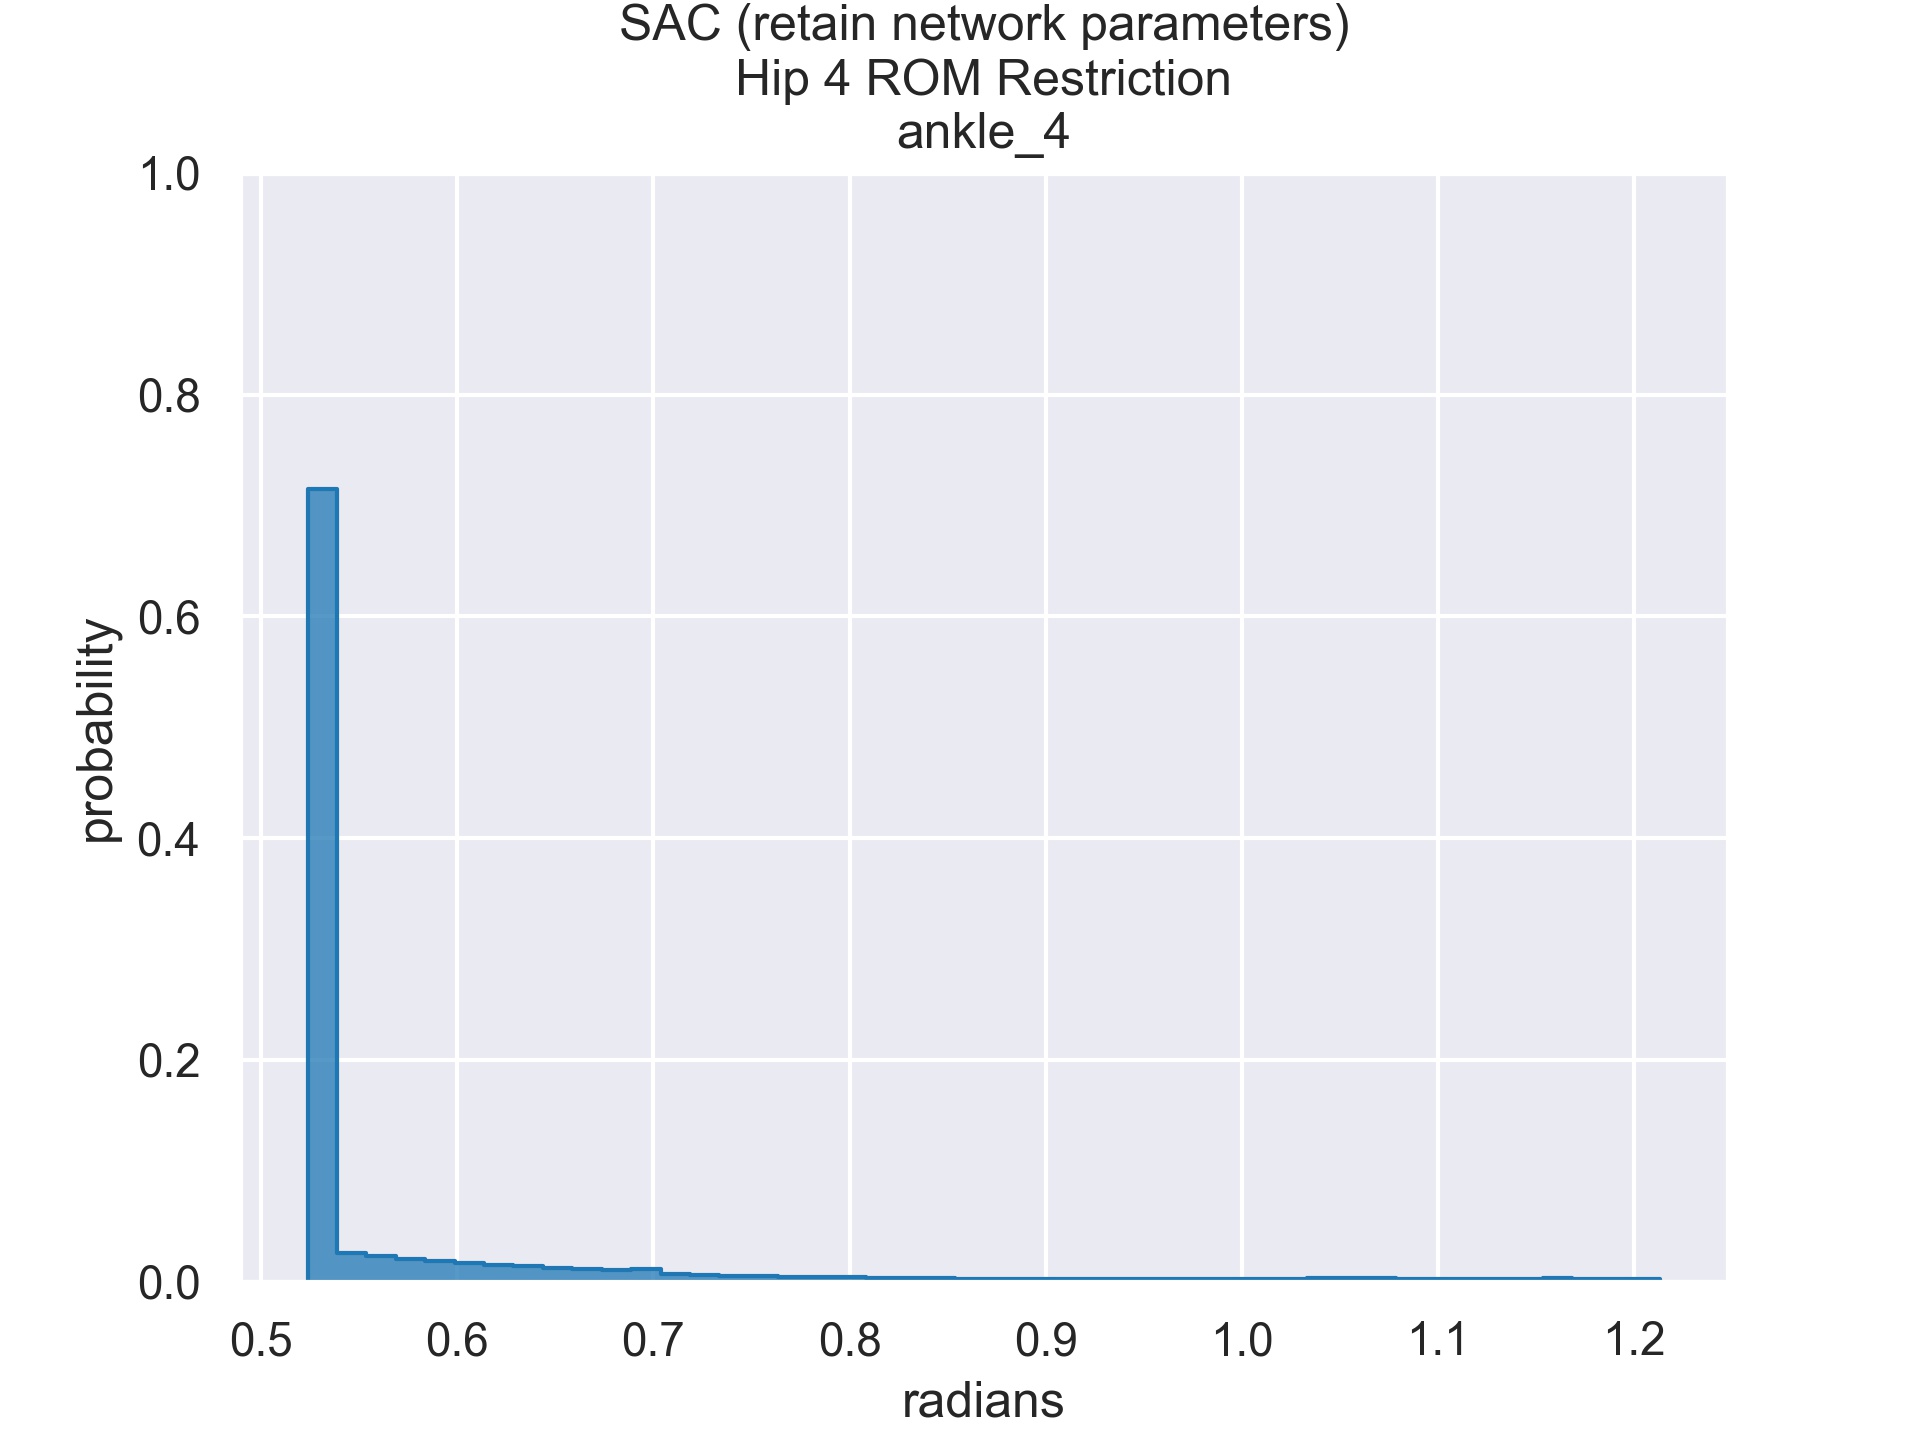 SAC (retain network parameters)
Hip 4 ROM Restriction
ankle_4
1.0
0.8
0.6
0.4
0.2
0.0
probability
0.5 0.6 0.7 0.8 0.9 1.0 1.1 1.2
radians